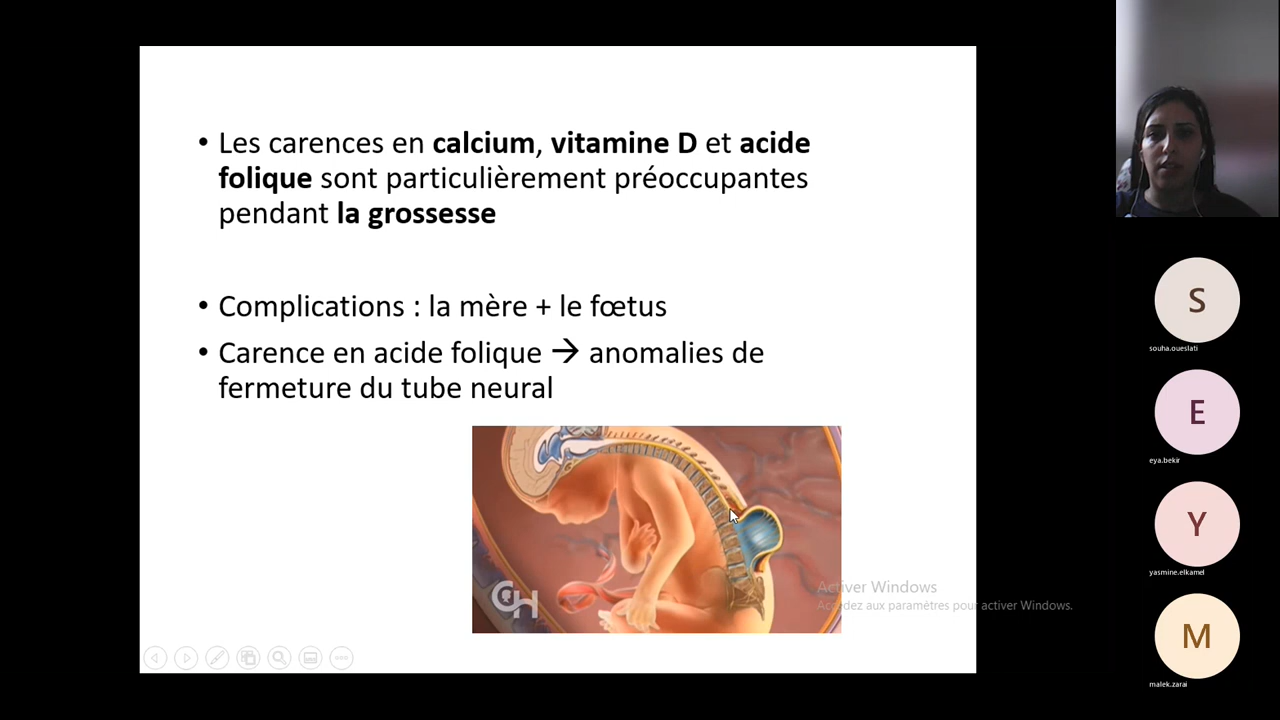 • Les carences en calcium, vitamine D et acide
folique sont particulièrement préoccupantes
pendant la grossesse
• Complications : la mère + le fœtus
• Carence en acide folique → anomalies de
fermeture du tube neural
CH
Activer Windows
Accédez aux paramètres pour activer Windows.
S
souha.oueslati
E
eya.bekir
Y
yasmine.elkamel
M
malek.zarai